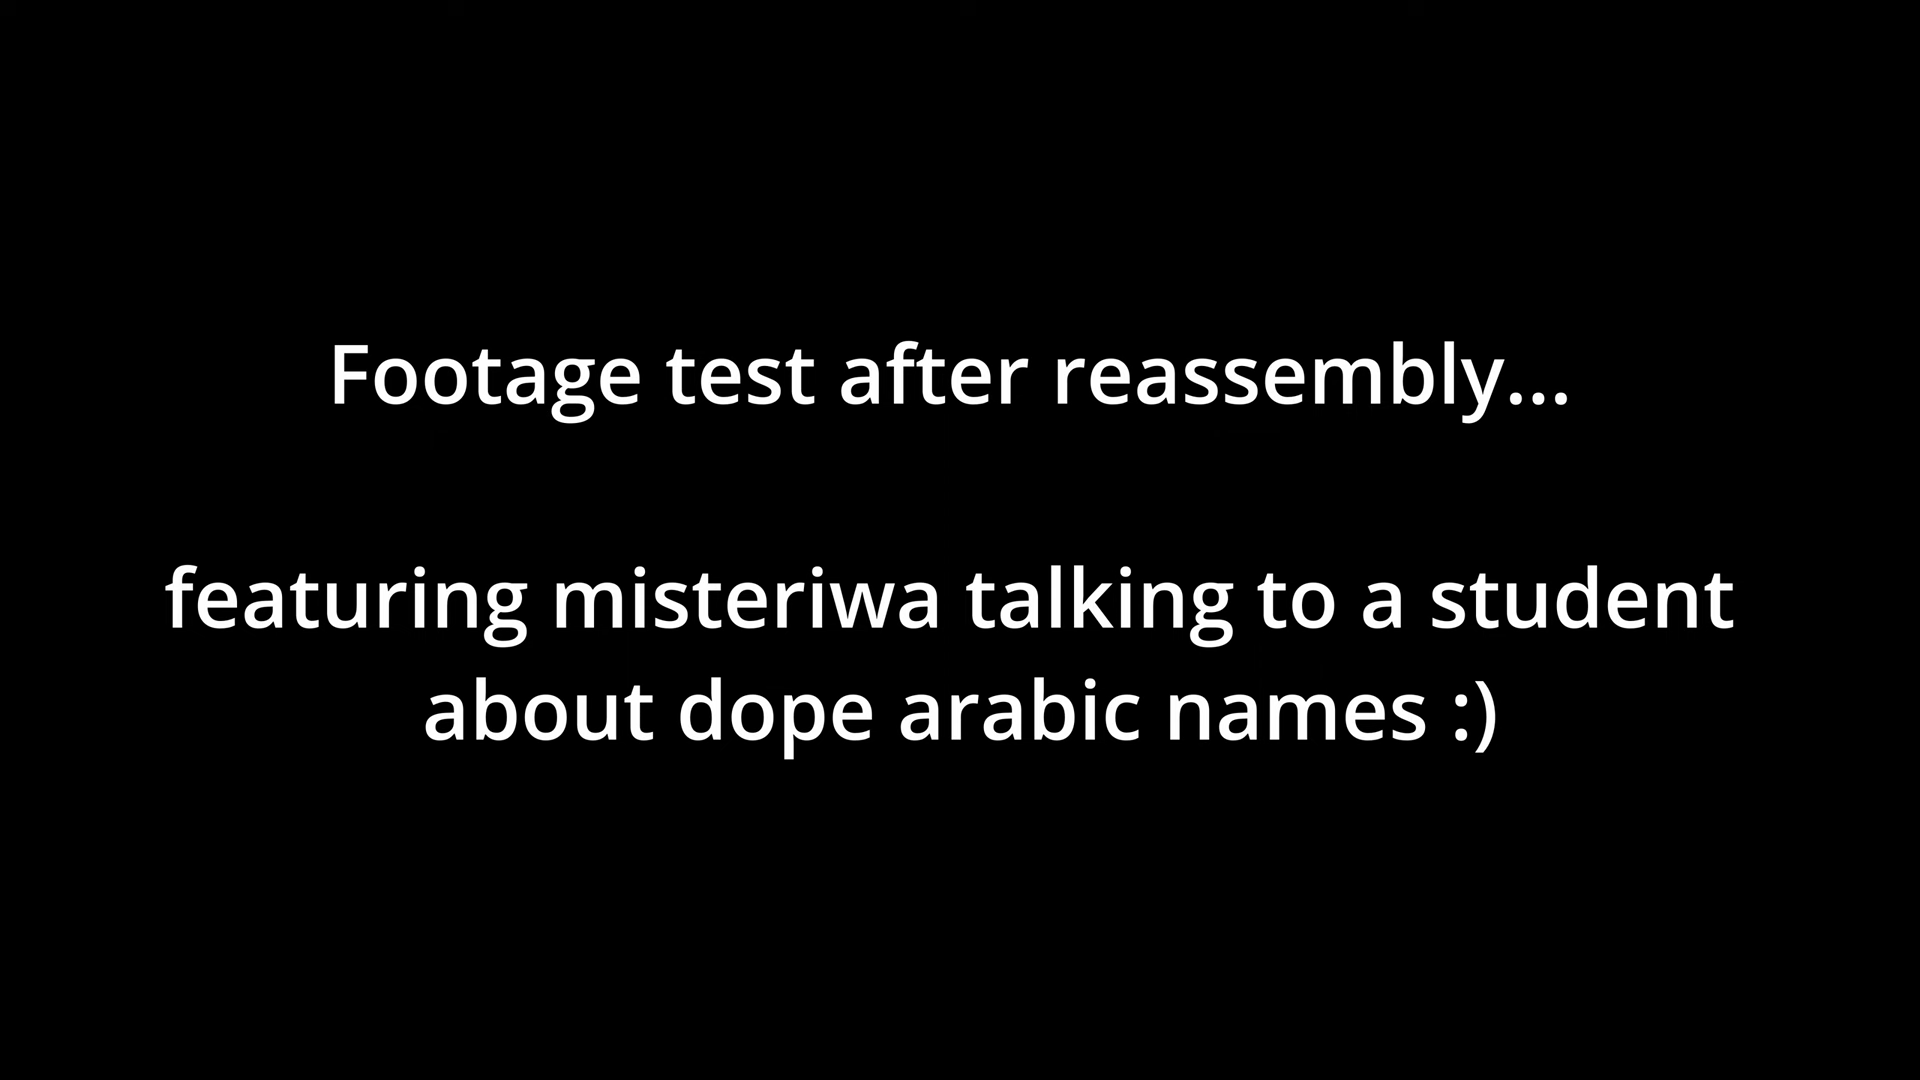 Footage test after reassembly...
featuring misteriwa talking to a student
about dope arabic names :)